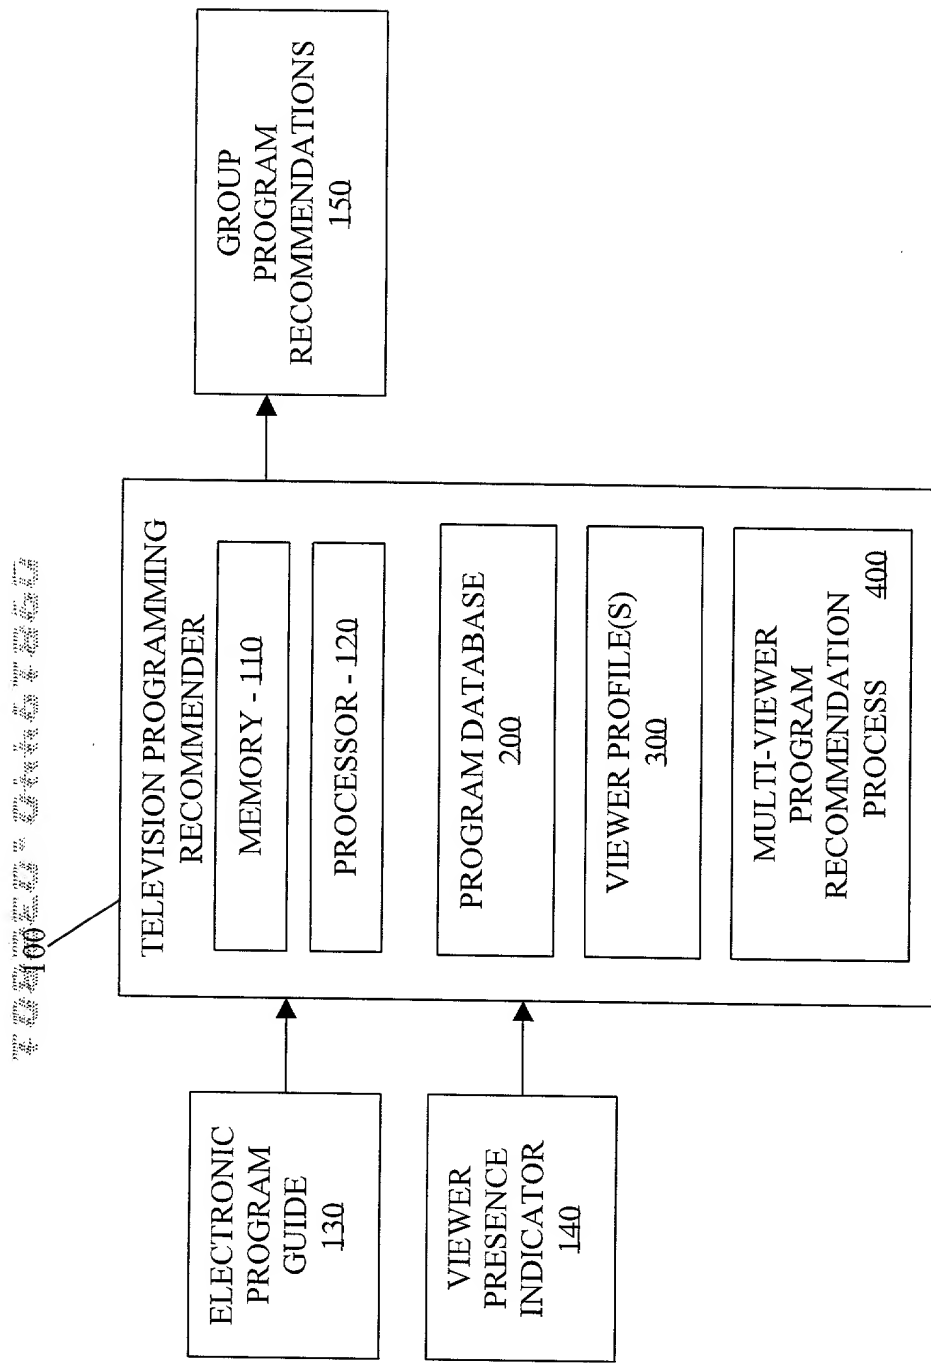 100
TELEVISION PROGRAMMING
RECOMMENDER
MEMORY - 110
PROCESSOR - 120
PROGRAM DATABASE
200
VIEWER PROFILE(S)
300
MULTI-VIEWER
PROGRAM
RECOMMENDATION
PROCESS 400
ELECTRONIC
PROGRAM
GUIDE
130
VIEWER
PRESENCE
INDICATOR
140
GROUP
PROGRAM
RECOMMENDATIONS
150